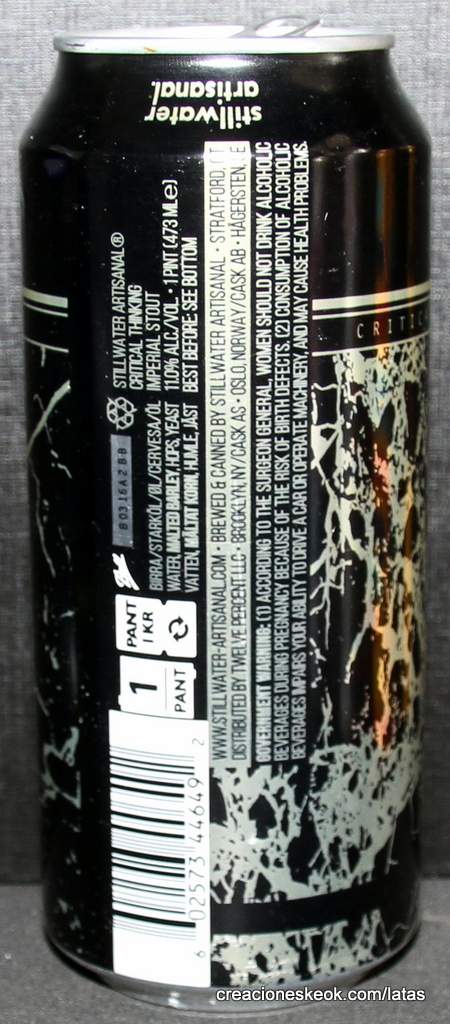 stillwater
artisanal
STILLWATER ARTISANAL®
CRITICAL THINKING
IMPERIAL STOUT
11.0% ALC/VOL • 1 PINT (473 ML e)
BEST BEFORE: SEE BOTTOM
80316A2BB
BIRRA/STARKÖL/ØL/CERVESA/ÖL
WATER, MALTED BARLEY, HOPS, YEAST
VATTEN, MÄLTAT KORN, HUMLE, JÄST
PANT
1 KR
1
PANT
WWW.STILLWATER-ARTISANAL.COM • BREWED & CANNED BY STILLWATER ARTISANAL • STRATFORD, CT
DISTRIBUTED BY TWELVE PERCENT LLC • BROOKLYN, NY/CASK AS • OSLO, NORWAY/CASK AB • HÄGERSTEN,
GOVERNMENT WARNING: (1) ACCORDING TO THE SURGEON GENERAL, WOMEN SHOULD NOT DRINK ALCOHOLIC
BEVERAGES DURING PREGNANCY BECAUSE OF THE RISK OF BIRTH DEFECTS. (2) CONSUMPTION OF ALCOHOLIC
BEVERAGES IMPAIRS YOUR ABILITY TO DRIVE A CAR OR OPERATE MACHINERY, AND MAY CAUSE HEALTH PROBLEMS.
6 02573 44649 2
CRITIC
creacioneskeok.com/latas